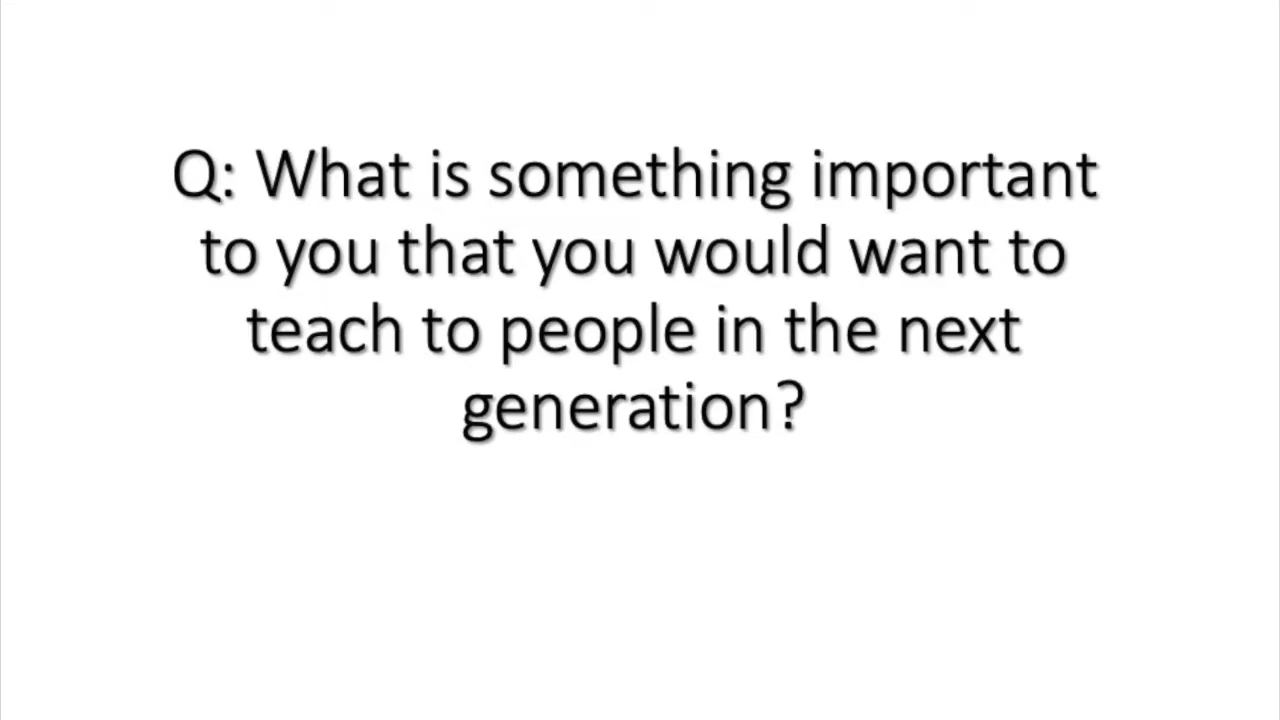 Q: What is something important
to you that you would want to
teach to people in the next
generation?